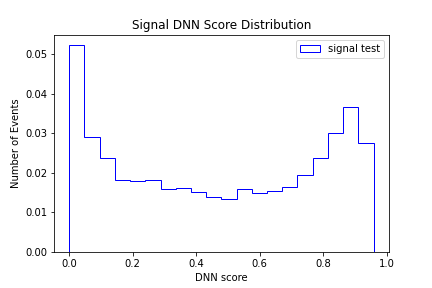 Signal DNN Score Distribution
signal test
Number of Events
0.05
0.04
0.03
0.02
0.01
0.00
0.0 0.2 0.4 0.6 0.8 1.0
DNN score